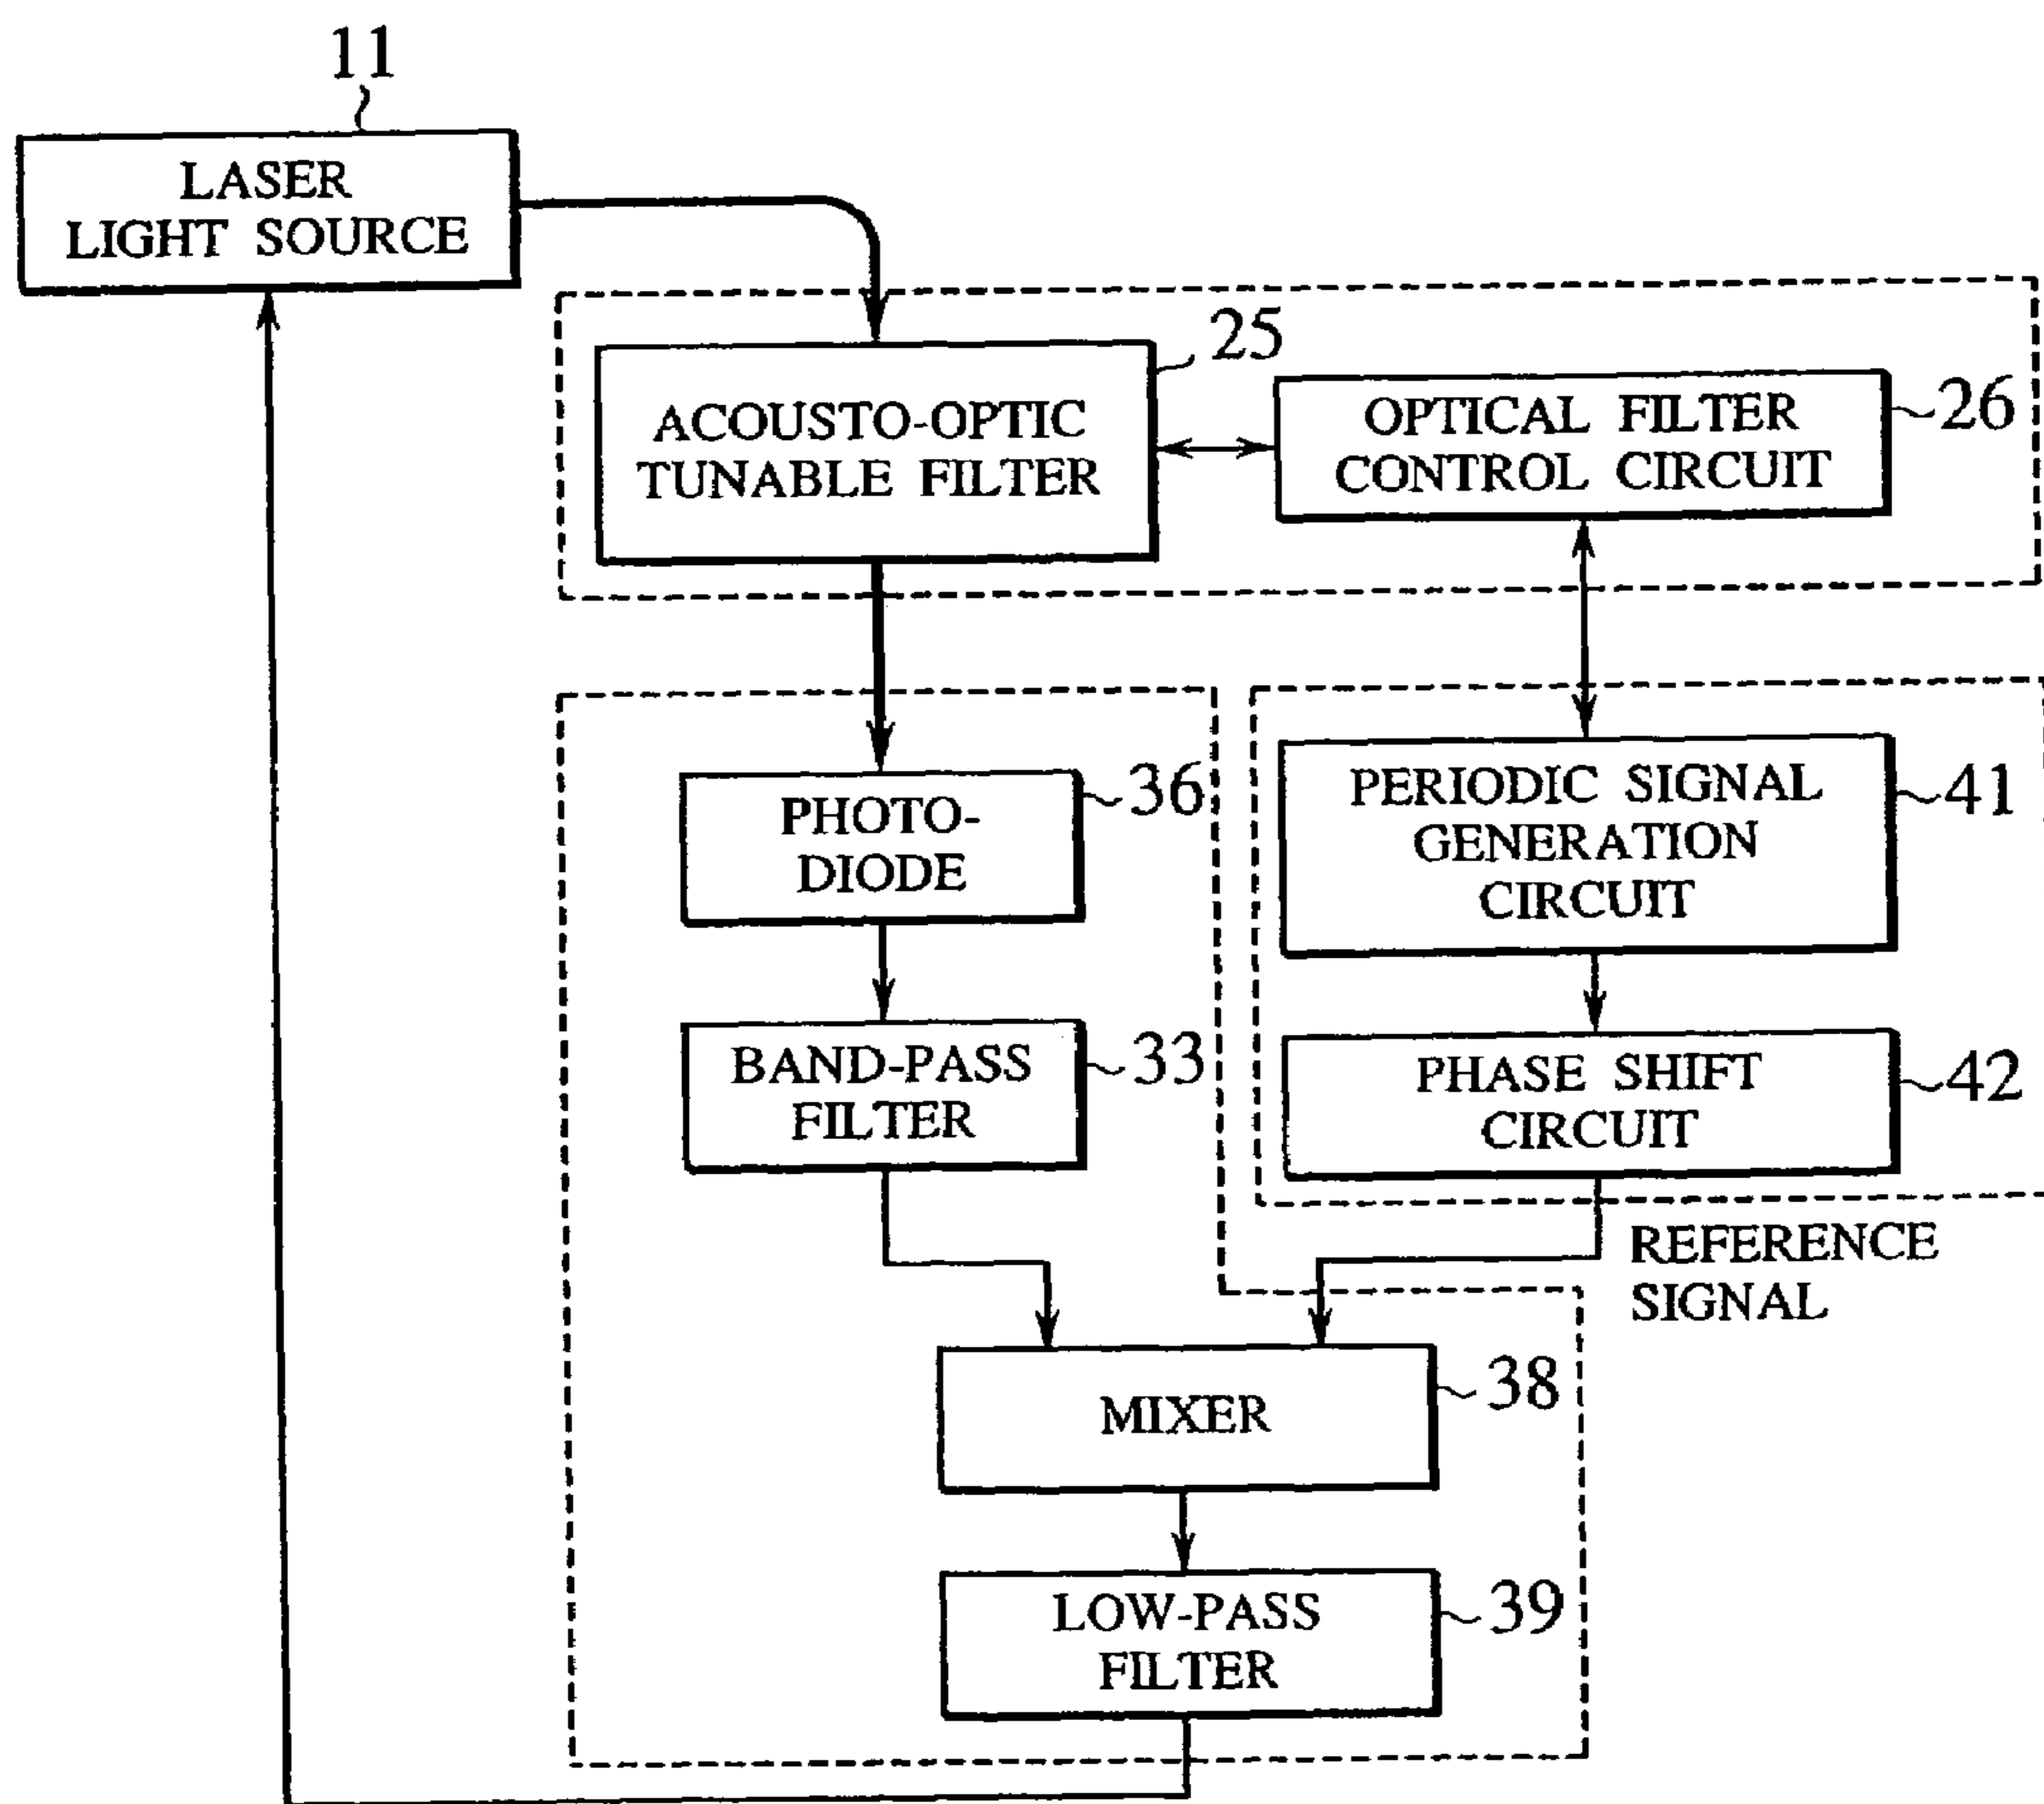 11
LASER
LIGHT SOURCE
25
ACOUSTO-OPTIC
TUNABLE FILTER
OPTICAL FILTER
CONTROL CIRCUIT
26
PHOTO-
DIODE
36
PERIODIC SIGNAL
GENERATION
CIRCUIT
41
BAND-PASS
FILTER
33
PHASE SHIFT
CIRCUIT
42
REFERENCE
SIGNAL
MIXER
38
LOW-PASS
FILTER
39